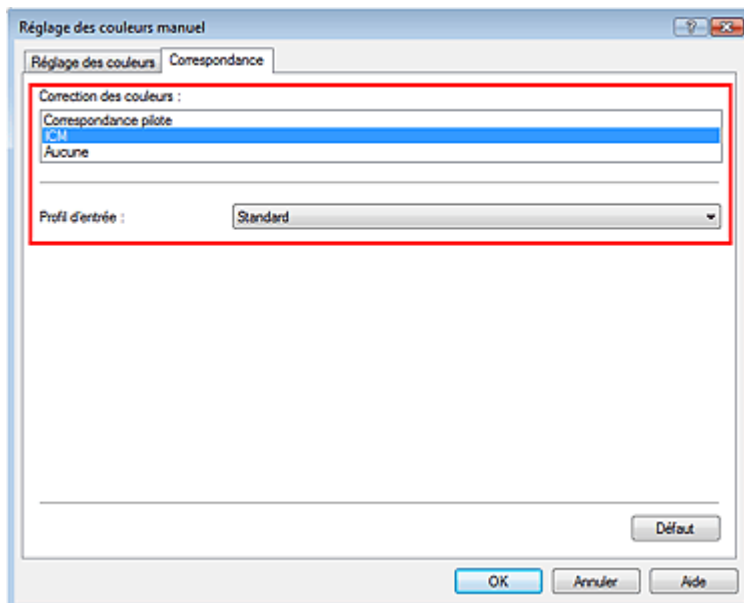 Réglage des couleurs manuel
Réglage des couleurs Correspondance
Correction des couleurs :
Correspondance pilote
ICM
Aucune
Profil d'entrée : Standard
Défaut
OK Annuler Aide